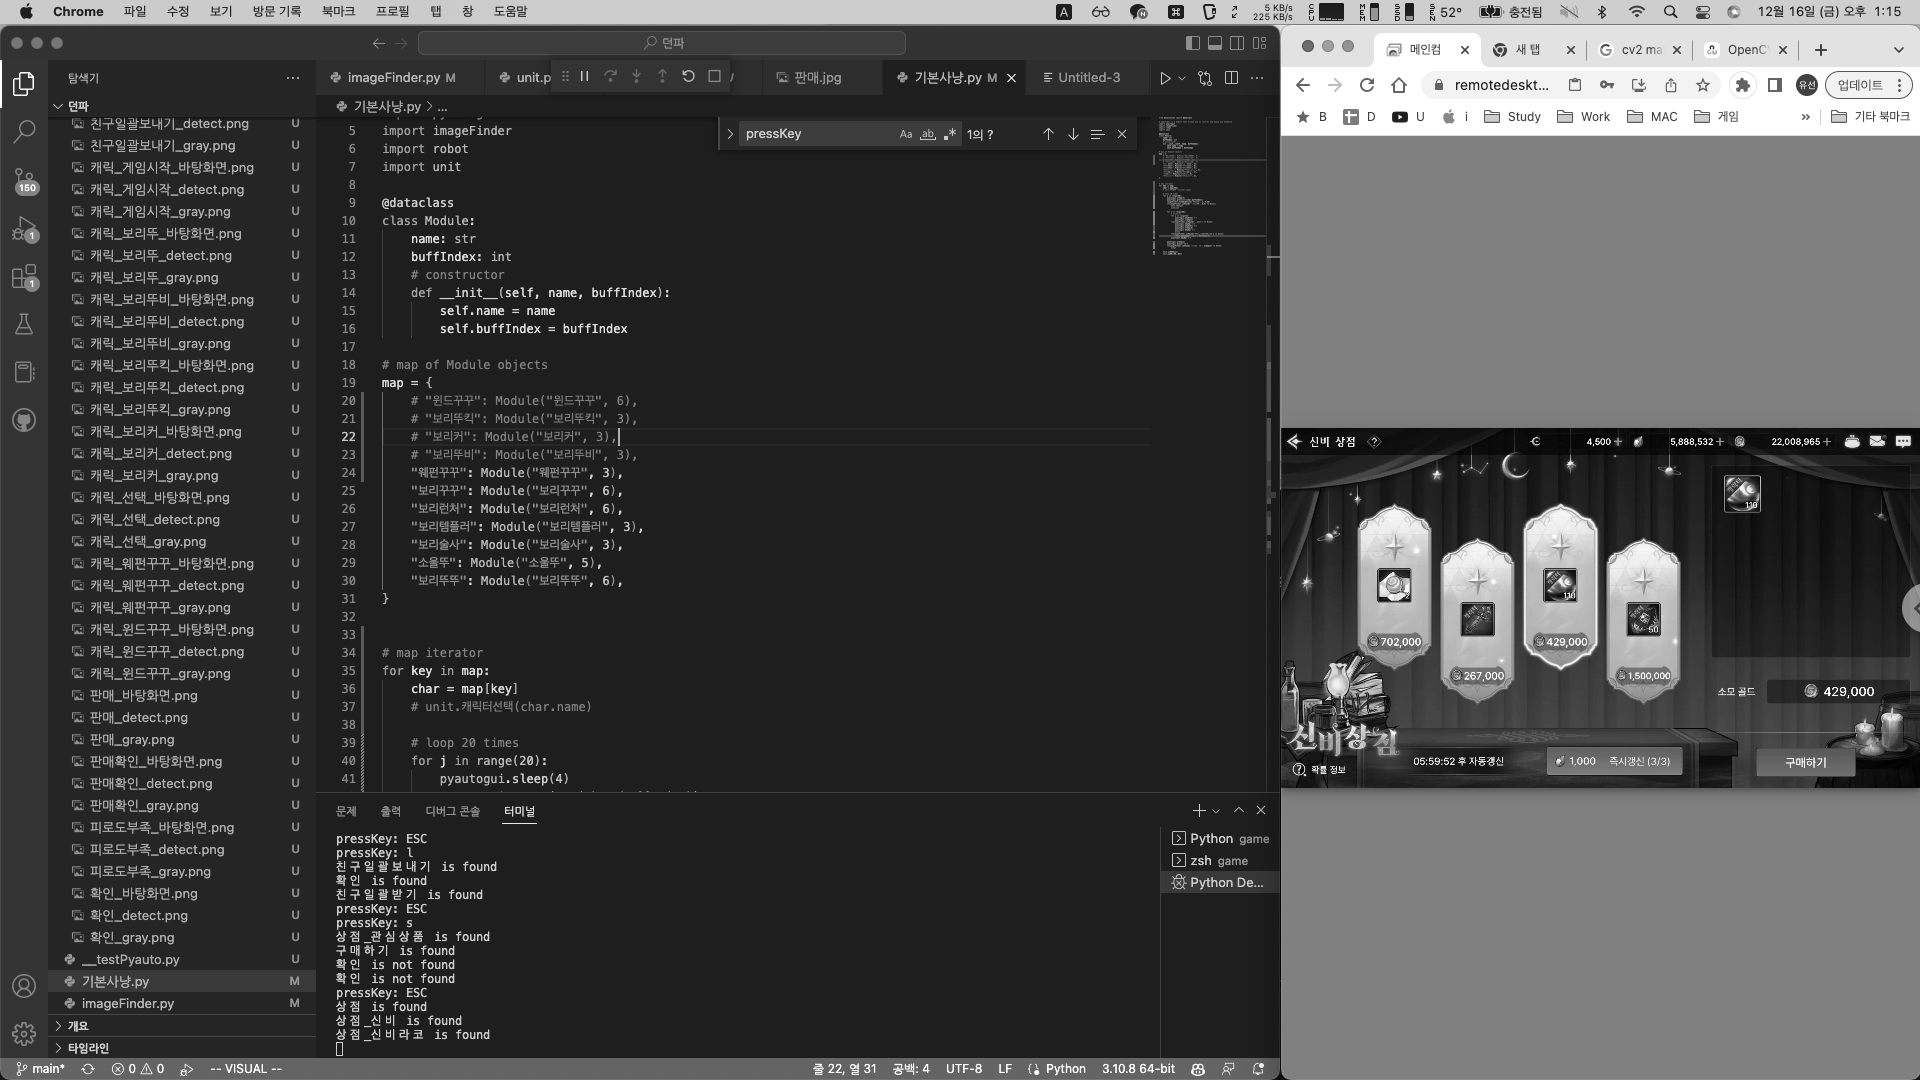 Chrome 파일 수정 보기 방문 기록 북마크 프로필 탭 창 도움말
A 5 KB/s 225 KB/s 52° 충전됨 12월 16일 (금) 오후 1:15
던파
탐색기
던파
친구일괄보내기_detect.png U
친구일괄보내기_gray.png U
캐릭_게임시작_바탕화면.png U
캐릭_게임시작_detect.png U
캐릭_게임시작_gray.png U
캐릭_보리뚜_바탕화면.png U
캐릭_보리뚜_detect.png U
캐릭_보리뚜_gray.png U
캐릭_보리뚜비_바탕화면.png U
캐릭_보리뚜비_detect.png U
캐릭_보리뚜비_gray.png U
캐릭_보리뚜킥_바탕화면.png U
캐릭_보리뚜킥_detect.png U
캐릭_보리뚜킥_gray.png U
캐릭_보리커_바탕화면.png U
캐릭_보리커_detect.png U
캐릭_보리커_gray.png U
캐릭_선택_바탕화면.png U
캐릭_선택_detect.png U
캐릭_선택_gray.png U
캐릭_웨펀꾸꾸_바탕화면.png U
캐릭_웨펀꾸꾸_detect.png U
캐릭_웨펀꾸꾸_gray.png U
캐릭_윈드꾸꾸_바탕화면.png U
캐릭_윈드꾸꾸_detect.png U
캐릭_윈드꾸꾸_gray.png U
판매_바탕화면.png U
판매_detect.png U
판매_gray.png U
판매확인_바탕화면.png U
판매확인_detect.png U
판매확인_gray.png U
피로도부족_바탕화면.png U
피로도부족_detect.png U
피로도부족_gray.png U
확인_바탕화면.png U
확인_detect.png U
확인_gray.png U
__testPyauto.py U
기본사냥.py M
imageFinder.py M
개요
타임라인
150
1
1
imageFinder.py M
unit.p
판매.jpg
기본사냥.py M
Untitled-3
기본사냥.py > ...
pressKey
1의 ?
5 import imageFinder
6 import robot
7 import unit
8
9 @dataclass
10 class Module:
11 name: str
12 buffIndex: int
13 # constructor
14 def __init__(self, name, buffIndex):
15 self.name = name
16 self.buffIndex = buffIndex
17
18 # map of Module objects
19 map = {
20 # "윈드꾸꾸": Module("윈드꾸꾸", 6),
21 # "보리뚜킥": Module("보리뚜킥", 3),
22 # "보리커": Module("보리커", 3),
23 # "보리뚜비": Module("보리뚜비", 3),
24 "웨펀꾸꾸": Module("웨펀꾸꾸", 3),
25 "보리꾸꾸": Module("보리꾸꾸", 6),
26 "보리런처": Module("보리런처", 6),
27 "보리템플러": Module("보리템플러", 3),
28 "보리술사": Module("보리술사", 3),
29 "소울뚜": Module("소울뚜", 5),
30 "보리뚜뚜": Module("보리뚜뚜", 6),
31 }
32
33
34 # map iterator
35 for key in map:
36 char = map[key]
37 # unit.캐릭터선택(char.name)
38
39 # loop 20 times
40 for j in range(20):
41 pyautogui.sleep(4)
문제 출력 디버그 콘솔 터미널
pressKey: ESC
pressKey: l
친구일괄보내기 is found
확인 is found
친구일괄받기 is found
pressKey: ESC
pressKey: s
상점_관심상품 is found
구매하기 is found
확인 is not found
확인 is not found
pressKey: ESC
상점 is found
상점_신비 is found
상점_신비라코 is found
Python game
zsh game
Python De...
main* 0 0 -- VISUAL --
줄 22, 열 31 공백: 4 UTF-8 LF Python 3.10.8 64-bit
메인컴
새 탭
cv2 ma
OpenC
remotedeskt...
유선
업데이트
B D U i Study Work MAC 게임 » 기타 북마크
신비 상점
4,500 + 5,888,532 + 22,008,965 +
110
702,000
267,000
110
429,000
50
1,500,000
소모 골드 429,000
신비상점
확률 정보
05:59:52 후 자동갱신
1,000 즉시갱신 (3/3)
구매하기